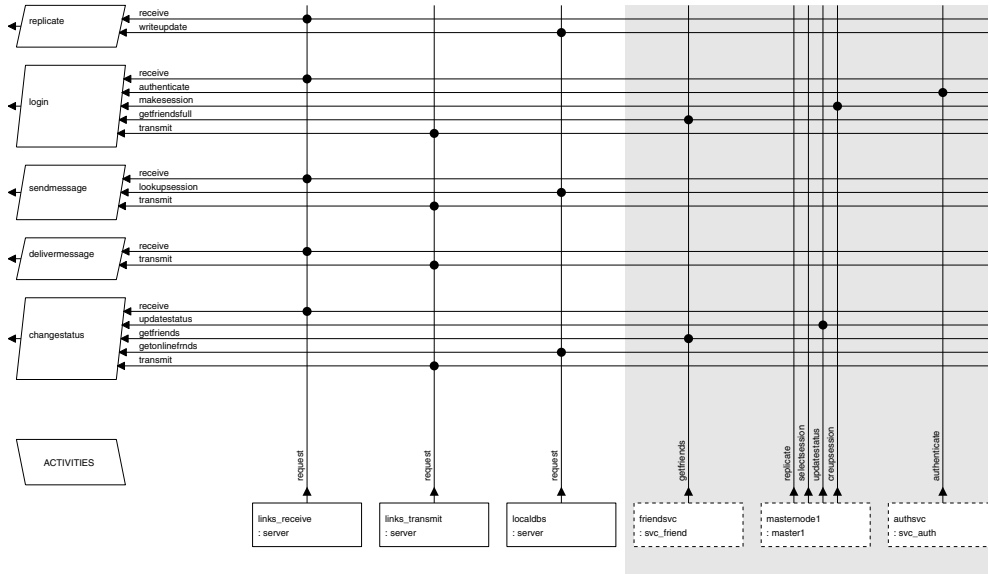 replicate
receive
writeupdate
login
receive
authenticate
makesession
getfriendsfull
transmit
sendmessage
receive
lookupsession
transmit
delivermessage
receive
transmit
changestatus
receive
updatestatus
getfriends
getonlinefrnds
transmit
ACTIVITIES
request
request
request
getfriends
replicate
selectsession
updatestatus
creupsession
authenticate
links_receive
: server
links_transmit
: server
localdbs
: server
friendsvc
: svc_friend
masternode1
: master1
authsvc
: svc_auth